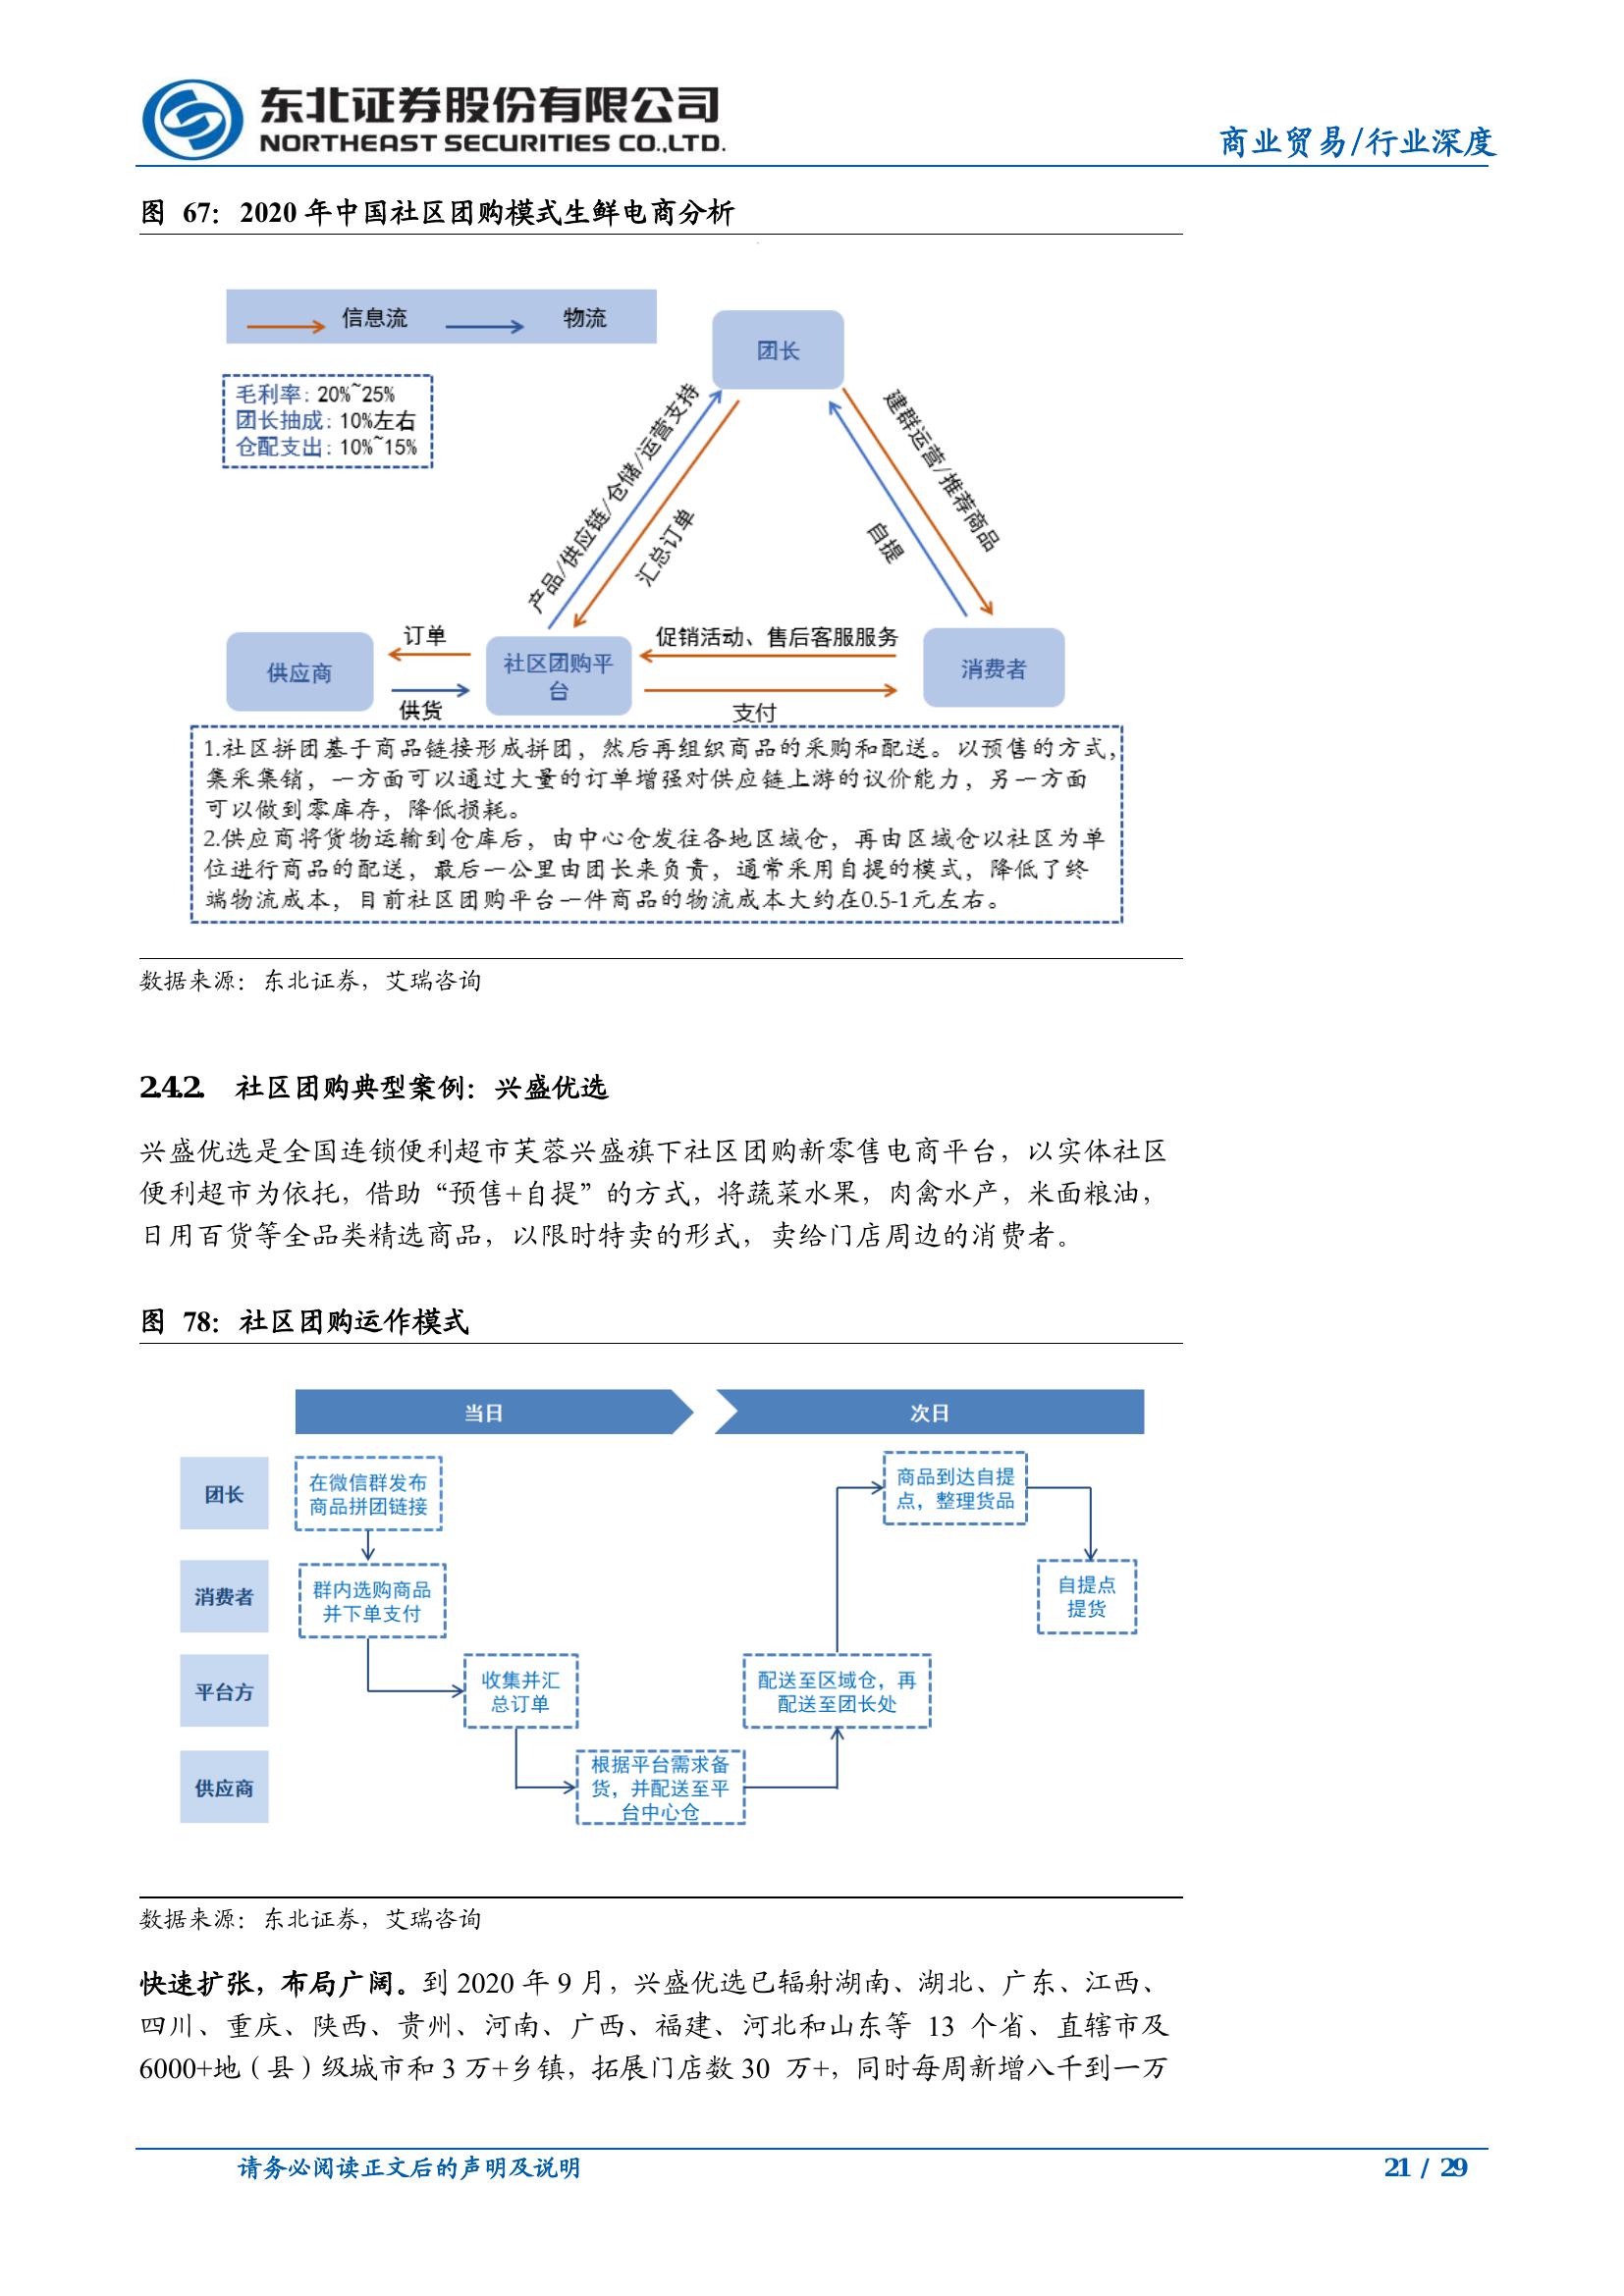 东北证券股份有限公司
NORTHEAST SECURITIES CO.,LTD.
商业贸易/行业深度
图 67：2020 年中国社区团购模式生鲜电商分析
信息流
物流
毛利率：20%~25%
团长抽成：10%左右
仓配支出：10%~15%
团长
产品/供应链/仓储/运营支持
汇总订单
自提
建群运营/推荐商品
供应商
订单
供货
社区团购平
台
促销活动、售后客服服务
支付
消费者
1.社区拼团基于商品链接形成拼团，然后再组织商品的采购和配送。以预售的方式，
集采集销，一方面可以通过大量的订单增强对供应链上游的议价能力，另一方面
可以做到零库存，降低损耗。
2.供应商将货物运输到仓库后，由中心仓发往各地区域仓，再由区域仓以社区为单
位进行商品的配送，最后一公里由团长来负责，通常采用自提的模式，降低了终
端物流成本，目前社区团购平台一件商品的物流成本大约在0.5-1元左右。
数据来源：东北证券，艾瑞咨询
2.4.2. 社区团购典型案例：兴盛优选
兴盛优选是全国连锁便利超市芙蓉兴盛旗下社区团购新零售电商平台，以实体社区
便利超市为依托，借助“预售+自提”的方式，将蔬菜水果，肉禽水产，米面粮油，
日用百货等全品类精选商品，以限时特卖的形式，卖给门店周边的消费者。
图 78：社区团购运作模式
当日
次日
团长
在微信群发布
商品拼团链接
商品到达自提
点，整理货品
消费者
群内选购商品
并下单支付
自提点
提货
平台方
收集并汇
总订单
配送至区域仓，再
配送至团长处
供应商
根据平台需求备
货，并配送至平
台中心仓
数据来源：东北证券，艾瑞咨询
快速扩张，布局广阔。到 2020 年 9 月，兴盛优选已辐射湖南、湖北、广东、江西、
四川、重庆、陕西、贵州、河南、广西、福建、河北和山东等 13 个省、直辖市及
6000+地（县）级城市和 3 万+乡镇，拓展门店数 30 万+，同时每周新增八千到一万
请务必阅读正文后的声明及说明
21 / 29